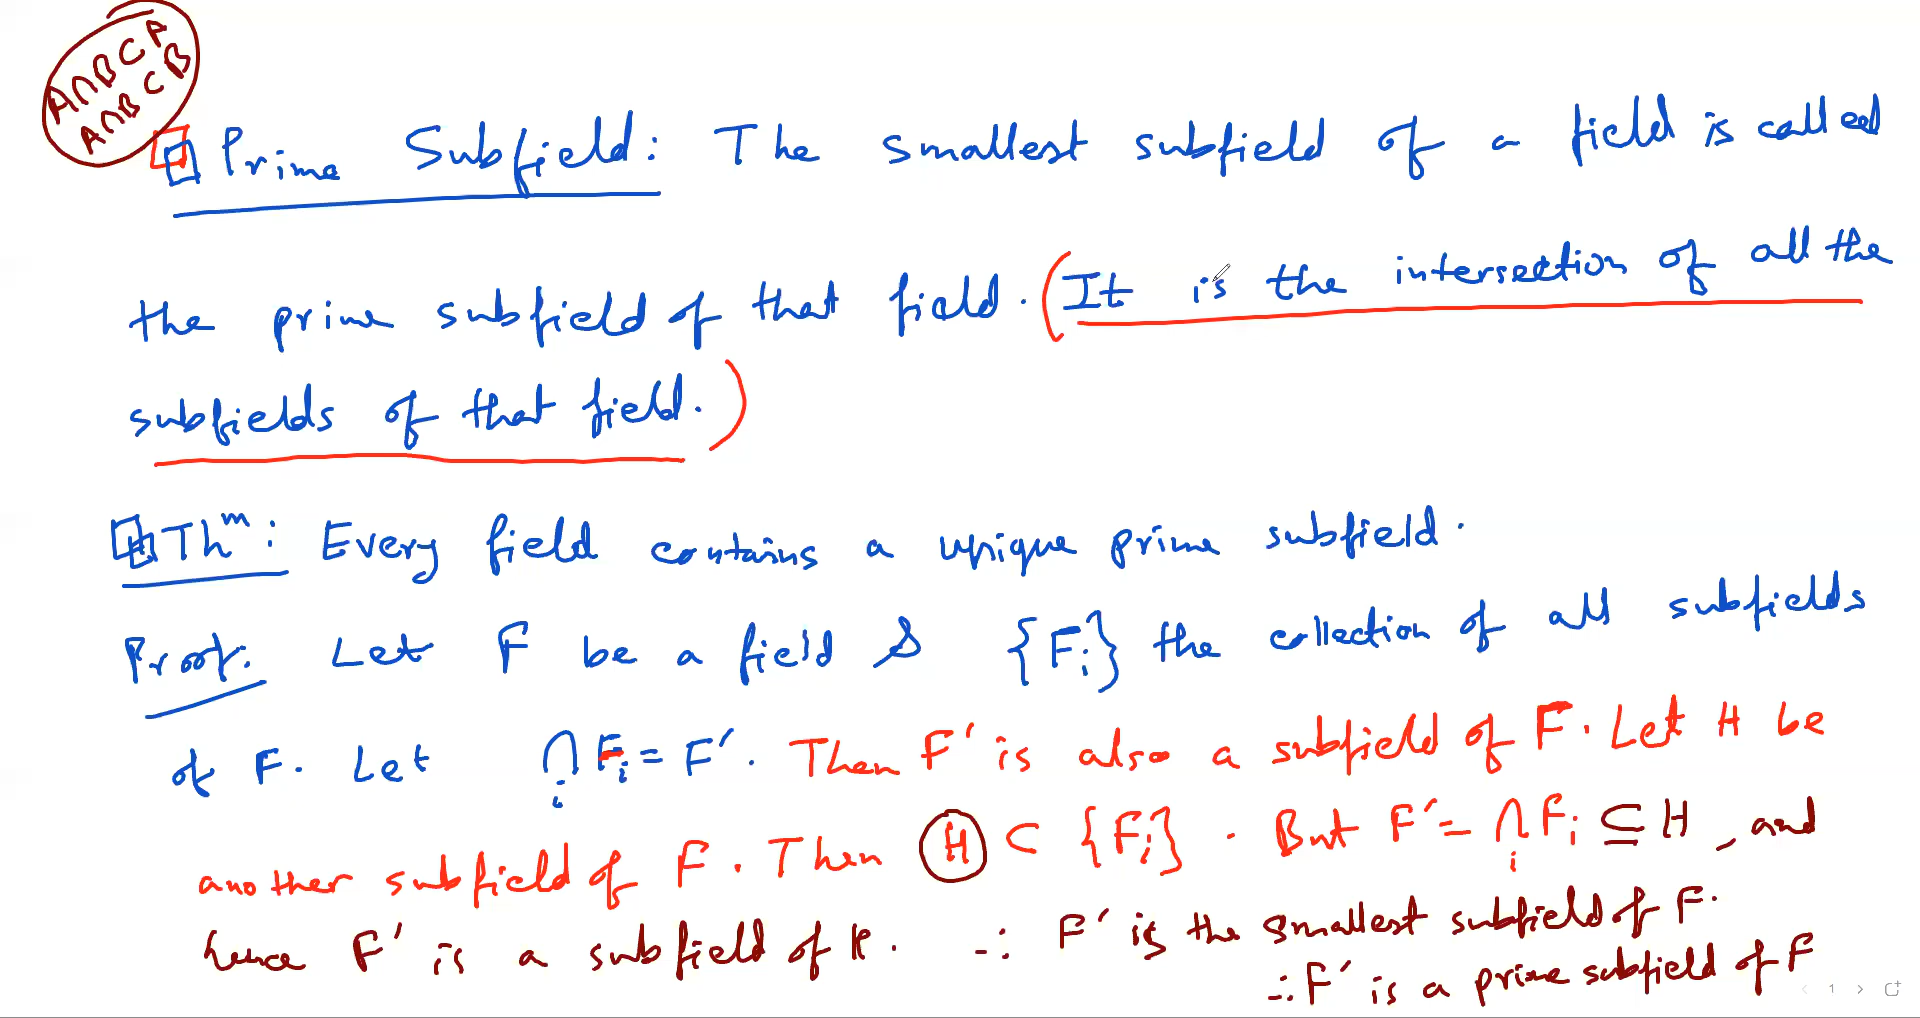 A∩B⊂A
A∩B⊂B
Prime Subfield: The smallest subfield of a field is called
the prime subfield of that field. (It is the intersection of all the
subfields of that field.)
Thᵐ: Every field contains a unique prime subfield.
Proof. Let F be a field & {Fᵢ} the collection of all subfields
of F. Let ∩ᵢ Fᵢ = F′. Then F′ is also a subfield of F. Let H be
another subfield of F. Then H ⊂ {Fᵢ}. But F′ = ∩ᵢ Fᵢ ⊆ H, and
hence F′ is a subfield of H. ∴ F′ is the smallest subfield of F.
∴ F′ is a prime subfield of F
1